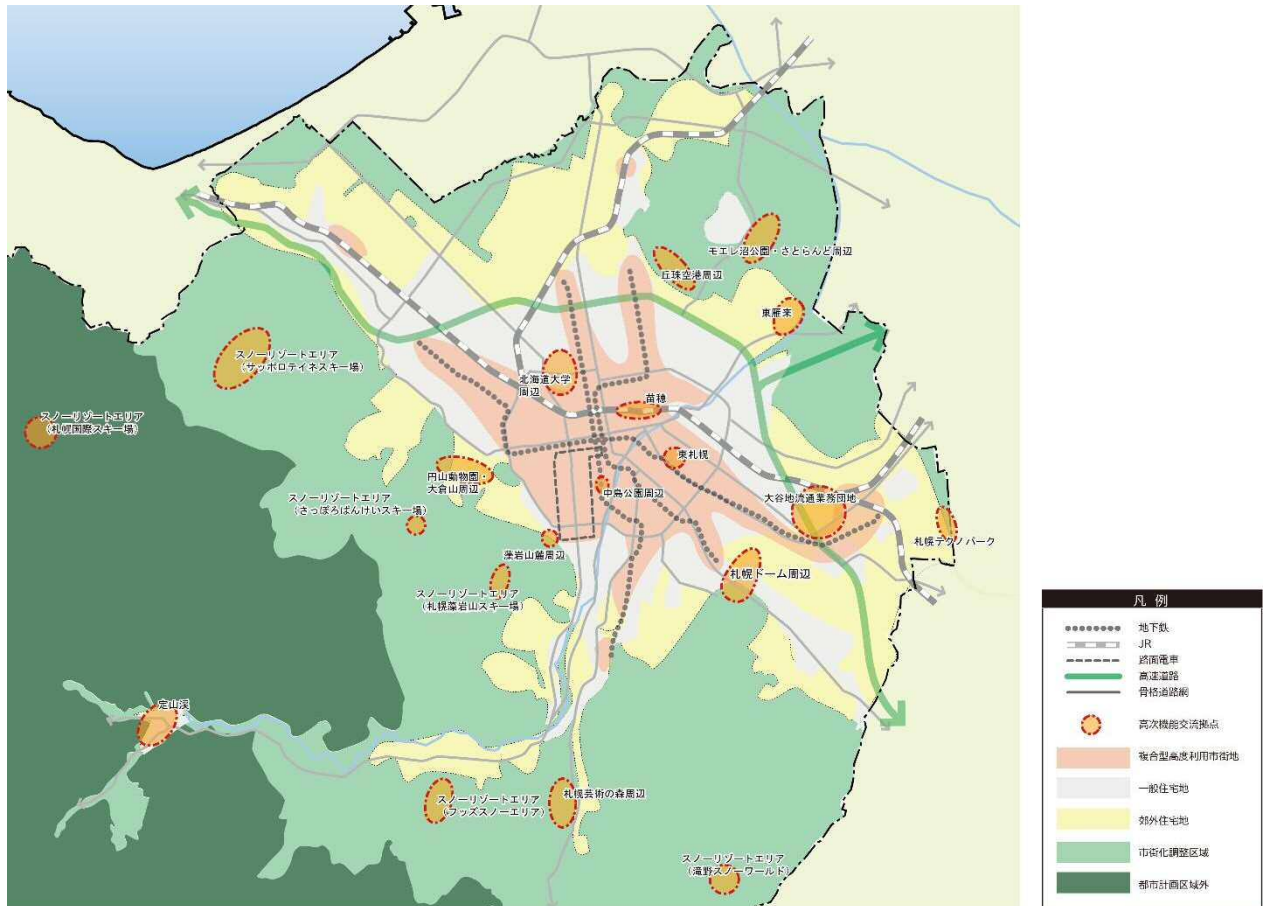 モエレ沼公園・さとらんど周辺
丘珠空港周辺
東雁来
スノーリゾートエリア
(サッポロテイネスキー場)
北海道大学
周辺
苗穂
スノーリゾートエリア
(札幌国際スキー場)
東札幌
円山動物園・
大倉山周辺
中島公園周辺
大谷地流通業務団地
スノーリゾートエリア
(さっぽろばんけいスキー場)
札幌テクノパーク
藻岩山麓周辺
札幌ドーム周辺
スノーリゾートエリア
(札幌藻岩山スキー場)
定山渓
スノーリゾートエリア
(フッズスノーエリア)
札幌芸術の森周辺
スノーリゾートエリア
(滝野スノーワールド)
凡例
地下鉄
JR
路面電車
高速道路
骨格道路網
高次機能交流拠点
複合型高度利用市街地
一般住宅地
郊外住宅地
市街化調整区域
都市計画区域外